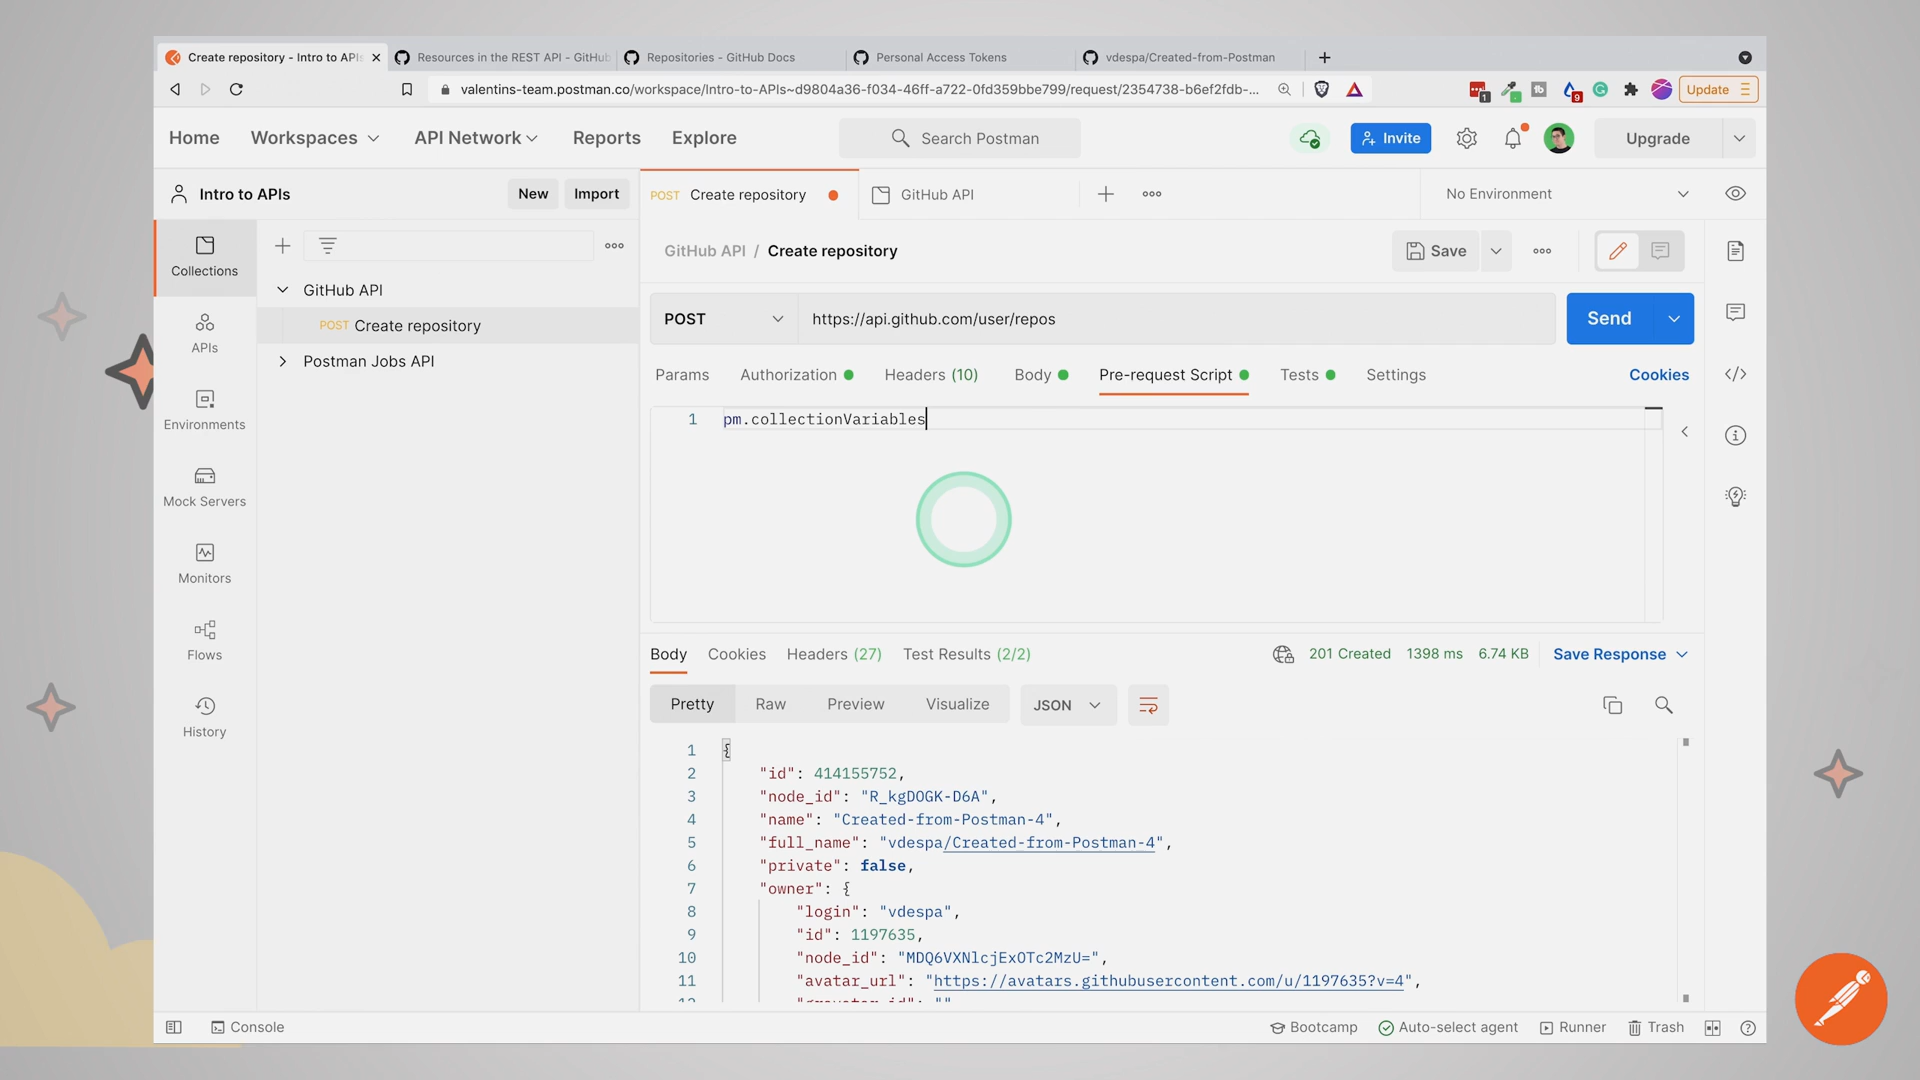 Create repository - Intro to APIs
Resources in the REST API - GitHub
Repositories - GitHub Docs
Personal Access Tokens
vdespa/Created-from-Postman
valentins-team.postman.co/workspace/Intro-to-APIs~d9804a36-f034-46ff-a722-0fd359bbe799/request/2354738-b6ef2fdb-...
1
9
Update
Home
Workspaces
API Network
Reports
Explore
Search Postman
Invite
Upgrade
Intro to APIs
New
Import
POST Create repository
GitHub API
No Environment
Collections
APIs
Environments
Mock Servers
Monitors
Flows
History
GitHub API
POST Create repository
Postman Jobs API
GitHub API / Create repository
Save
POST
https://api.github.com/user/repos
Send
Params
Authorization
Headers (10)
Body
Pre-request Script
Tests
Settings
Cookies
1 pm.collectionVariables
Body
Cookies
Headers (27)
Test Results (2/2)
201 Created
1398 ms
6.74 KB
Save Response
Pretty
Raw
Preview
Visualize
JSON
1 {
2 "id": 414155752,
3 "node_id": "R_kgDOGK-D6A",
4 "name": "Created-from-Postman-4",
5 "full_name": "vdespa/Created-from-Postman-4",
6 "private": false,
7 "owner": {
8 "login": "vdespa",
9 "id": 1197635,
10 "node_id": "MDQ6VXNlcjExOTc2MzU=",
11 "avatar_url": "https://avatars.githubusercontent.com/u/1197635?v=4",
Console
Bootcamp
Auto-select agent
Runner
Trash